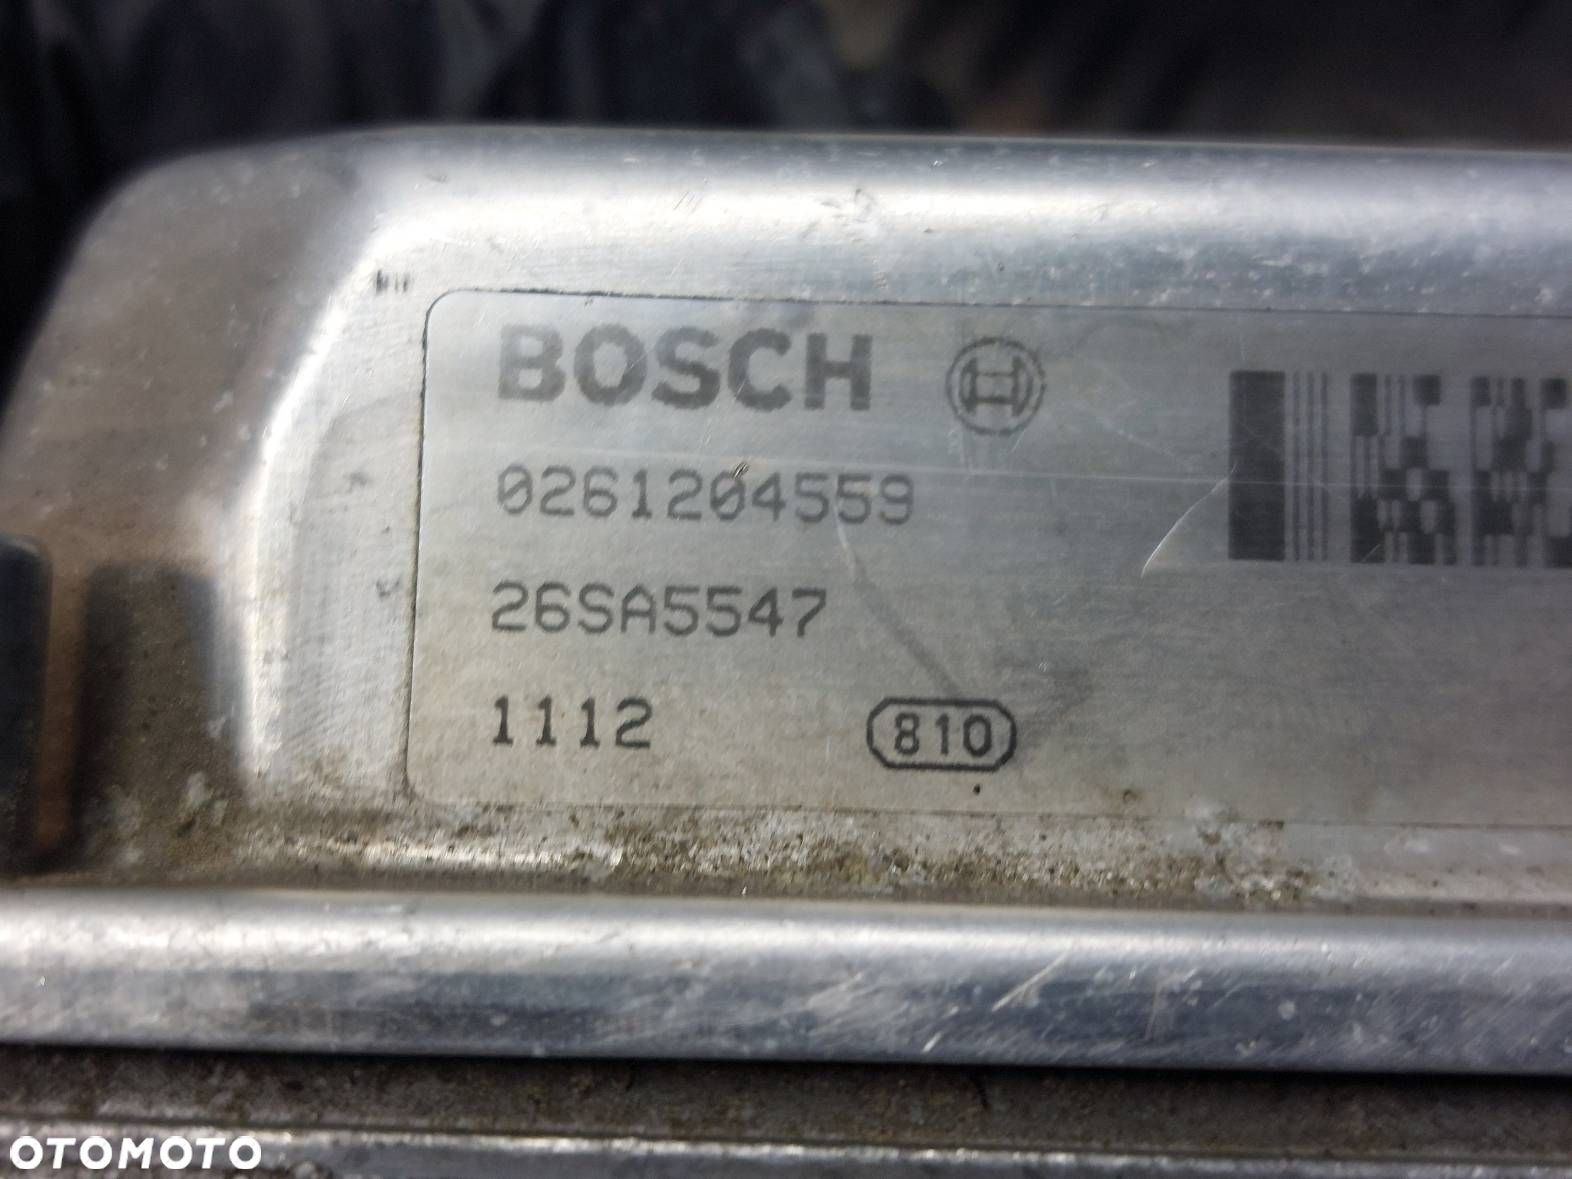 BOSCH
0261204559
26SA5547
1112 810
OTOMOTO